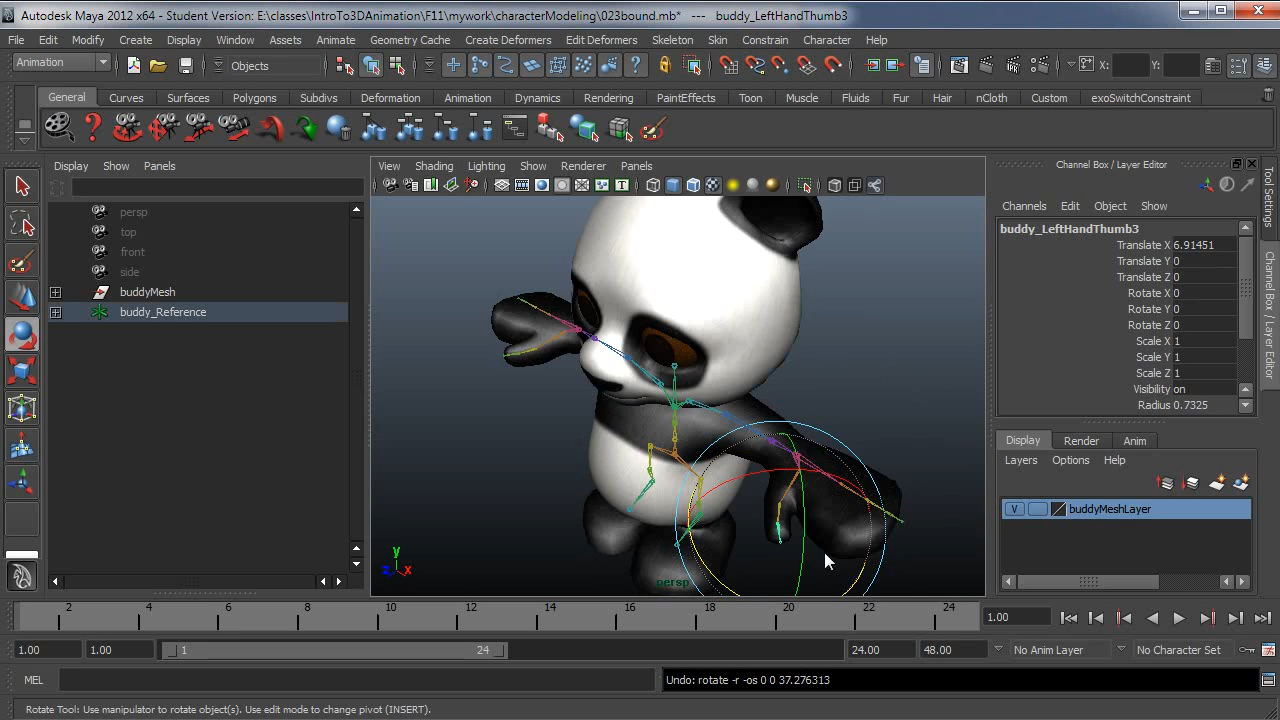 Autodesk Maya 2012 x64 - Student Version: E:\classes\IntroTo3DAnimation\F11\mywork\characterModeling\023bound.mb*   ---   buddy_LeftHandThumb3
File Edit Modify Create Display Window Assets Animate Geometry Cache Create Deformers Edit Deformers Skeleton Skin Constrain Character Help
Animation Objects X: Y:
General Curves Surfaces Subdivs Polygons Deformation Animation Dynamics Rendering PaintEffects Toon Muscle Fluids Fur Hair nCloth Custom exoSwitchConstraint
Display Show Panels
persp
top
front
side
buddyMesh
buddy_Reference
View Shading Lighting Show Renderer Panels
y
z x
persp
Channel Box / Layer Editor
Channels Edit Object Show
buddy_LeftHandThumb3
Translate X 6.91451
Translate Y 0
Translate Z 0
Rotate X 0
Rotate Y 0
Rotate Z 0
Scale X 1
Scale Y 1
Scale Z 1
Visibility on
Radius 0.7325
Display Render Anim
Layers Options Help
V buddyMeshLayer
Tool Settings
Channel Box / Layer Editor
2 4 6 8 10 12 14 16 18 20 22 24 1.00
1.00 1.00 1 24 24.00 48.00 No Anim Layer No Character Set
MEL Undo: rotate -r -os 0 0 37.276313
Rotate Tool: Use manipulator to rotate object(s). Use edit mode to change pivot (INSERT).